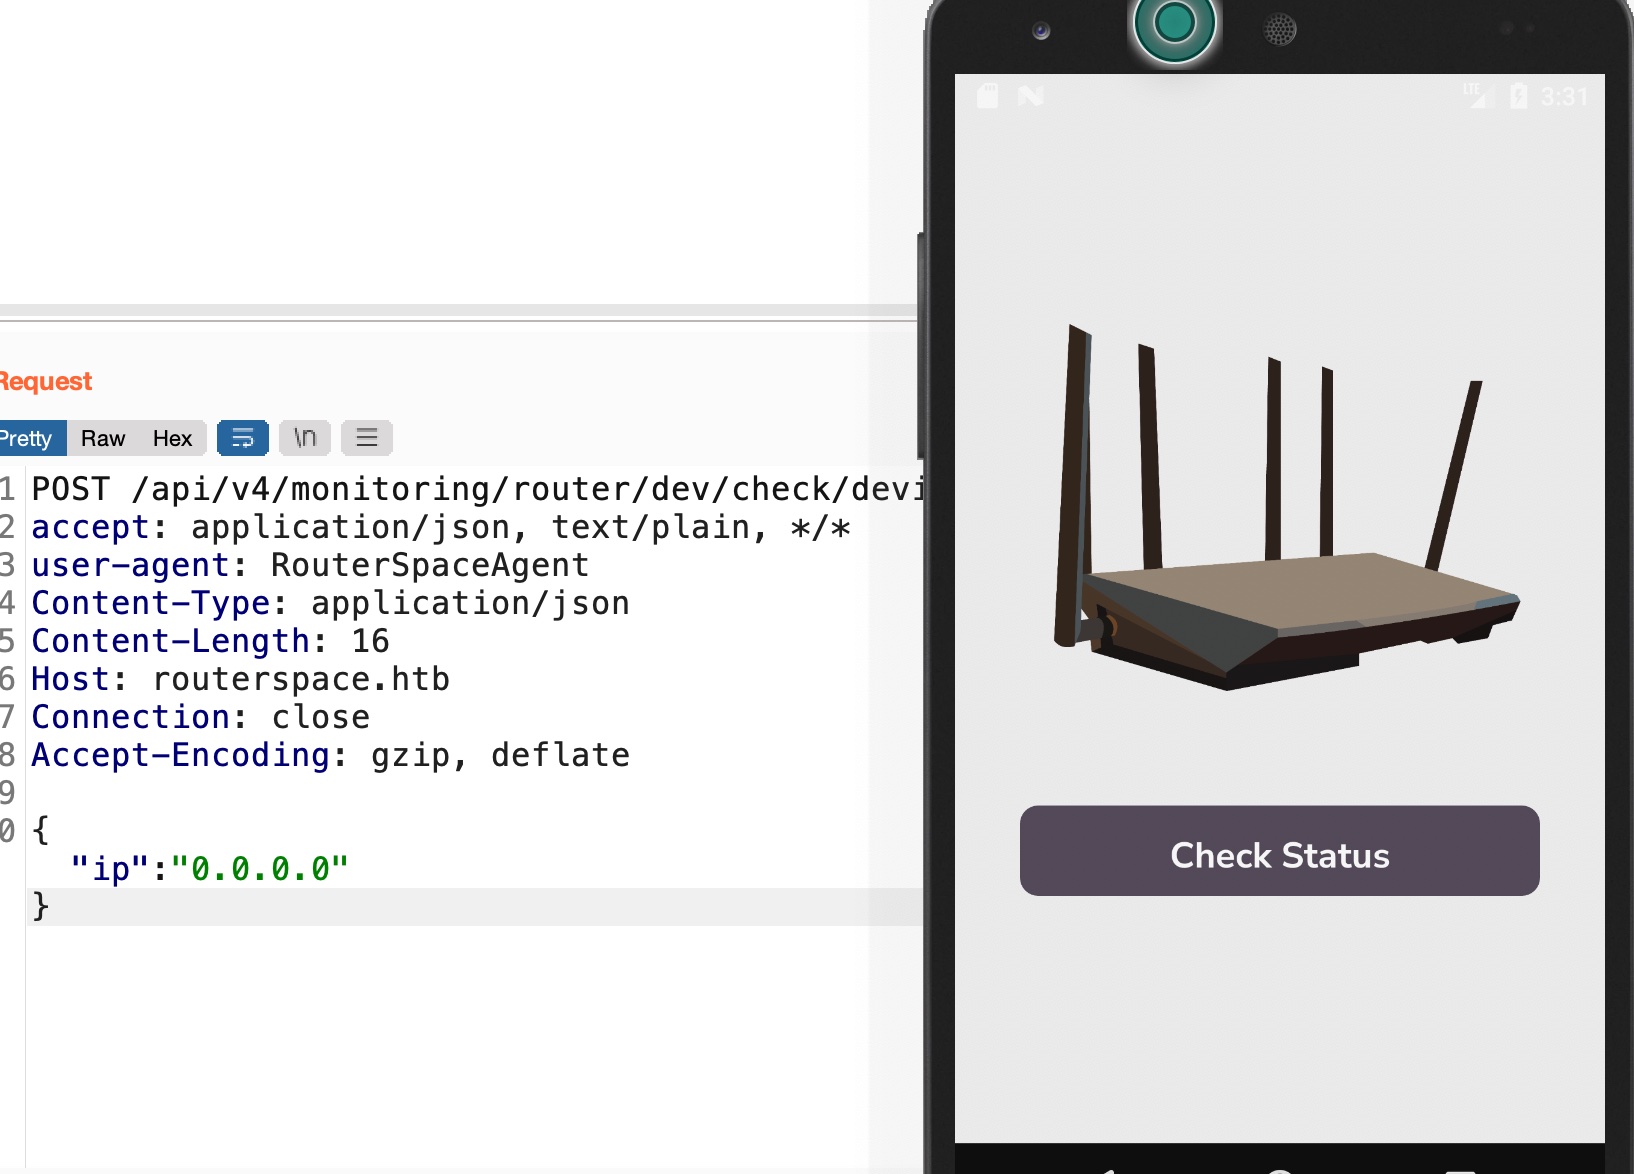 LTE 3:31
Request
Pretty Raw Hex \n
1 POST /api/v4/monitoring/router/dev/check/devi
2 accept: application/json, text/plain, */*
3 user-agent: RouterSpaceAgent
4 Content-Type: application/json
5 Content-Length: 16
6 Host: routerspace.htb
7 Connection: close
8 Accept-Encoding: gzip, deflate
9
0 {
"ip":"0.0.0.0"
}
Check Status